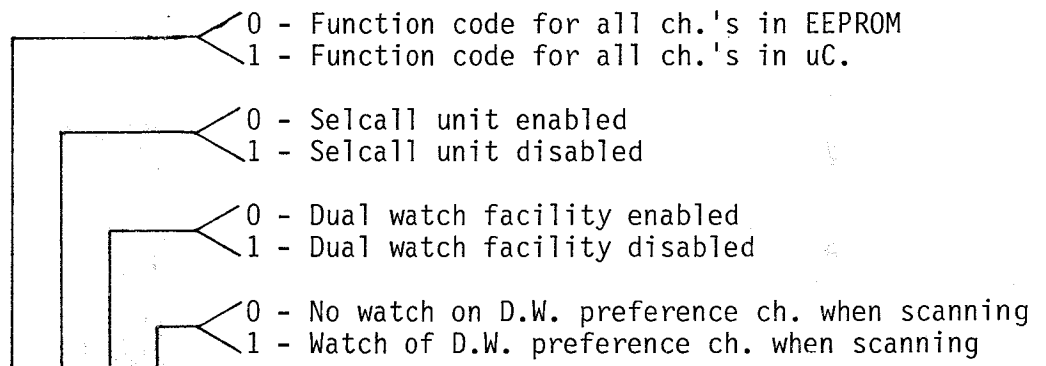 0 - Function code for all ch.'s in EEPROM
1 - Function code for all ch.'s in uC.
0 - Selcall unit enabled
1 - Selcall unit disabled
0 - Dual watch facility enabled
1 - Dual watch facility disabled
0 - No watch on D.W. preference ch. when scanning
1 - Watch of D.W. preference ch. when scanning